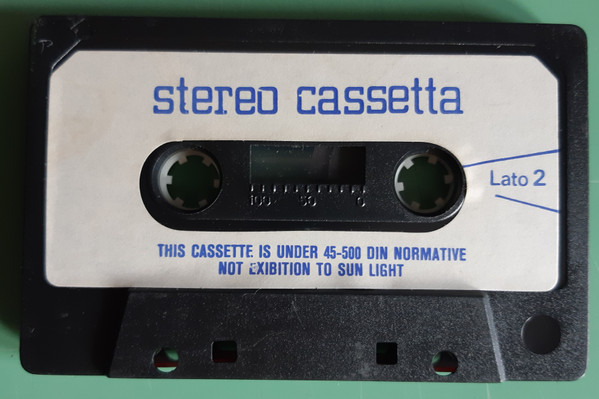 stereo cassetta
100 50 0
Lato 2
THIS CASSETTE IS UNDER 45-500 DIN NORMATIVE
NOT EXIBITION TO SUN LIGHT